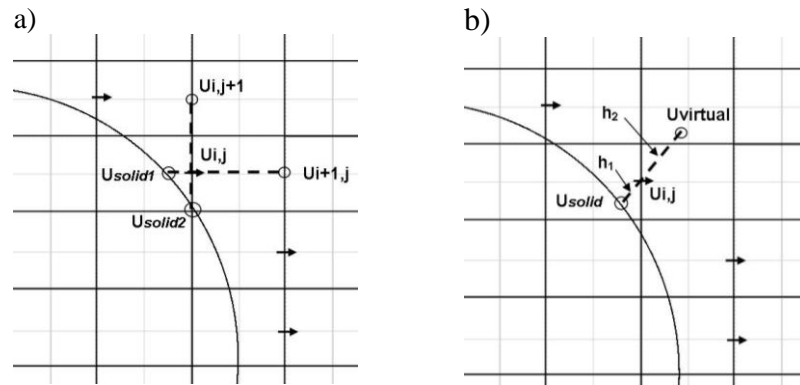 a)
Ui,j+1
Ui,j
Usolid1
Ui+1,j
Usolid2
b)
h2
Uvirtual
h1
Usolid
Ui,j